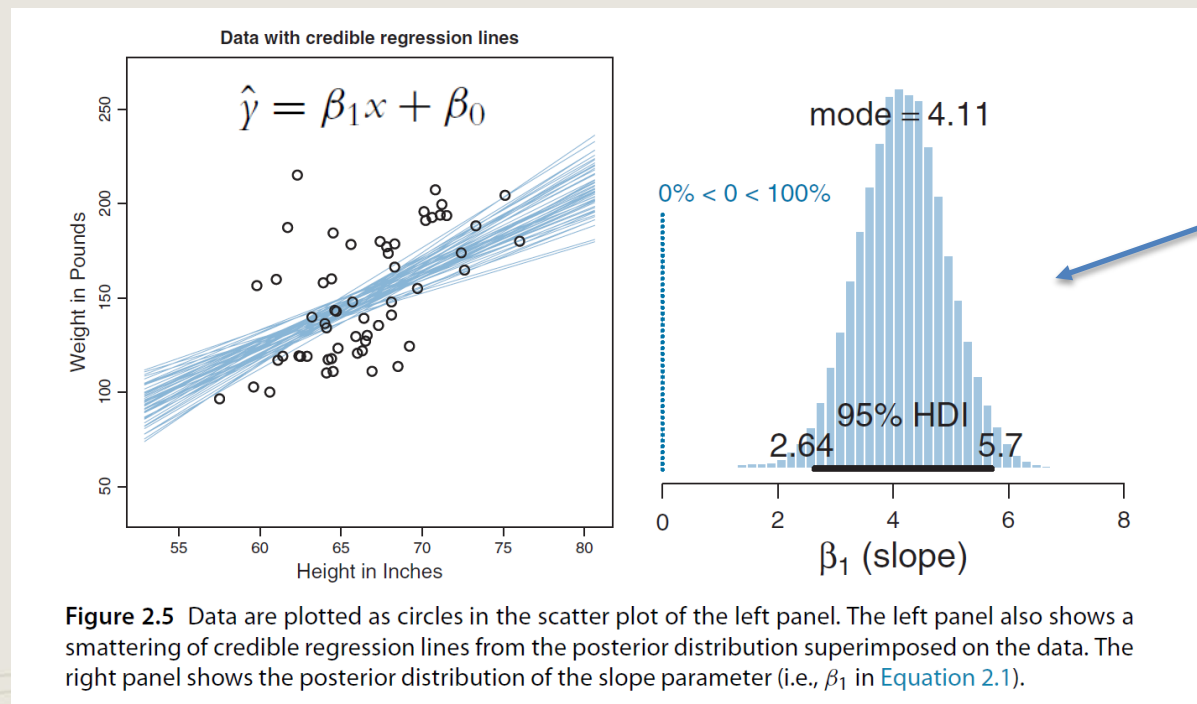 Data with credible regression lines
ŷ = β₁x + β₀
Weight in Pounds
250
200
150
100
50
55 60 65 70 75 80
Height in Inches
mode = 4.11
0% < 0 < 100%
95% HDI
2.64 5.7
0 2 4 6 8
β₁ (slope)
Figure 2.5 Data are plotted as circles in the scatter plot of the left panel. The left panel also shows a
smattering of credible regression lines from the posterior distribution superimposed on the data. The
right panel shows the posterior distribution of the slope parameter (i.e., β₁ in Equation 2.1).